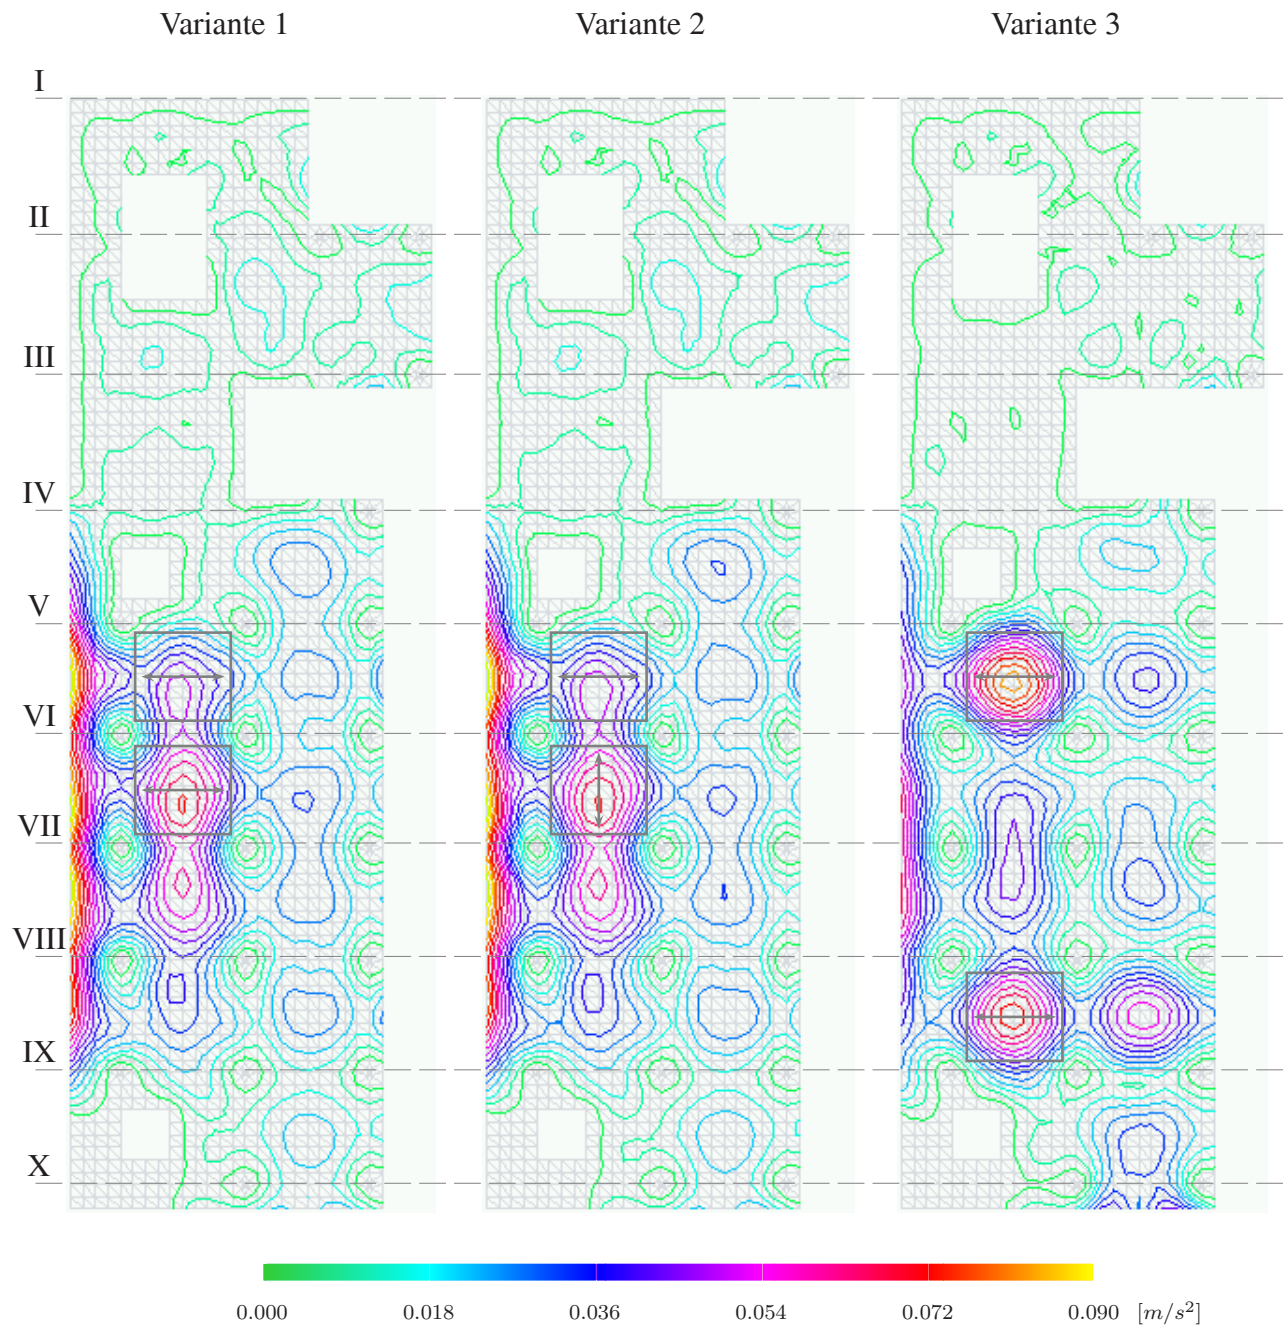 Variante 1 Variante 2 Variante 3
I
II
III
IV
V
VI
VII
VIII
IX
X
0.000 0.018 0.036 0.054 0.072 0.090 [m/s²]